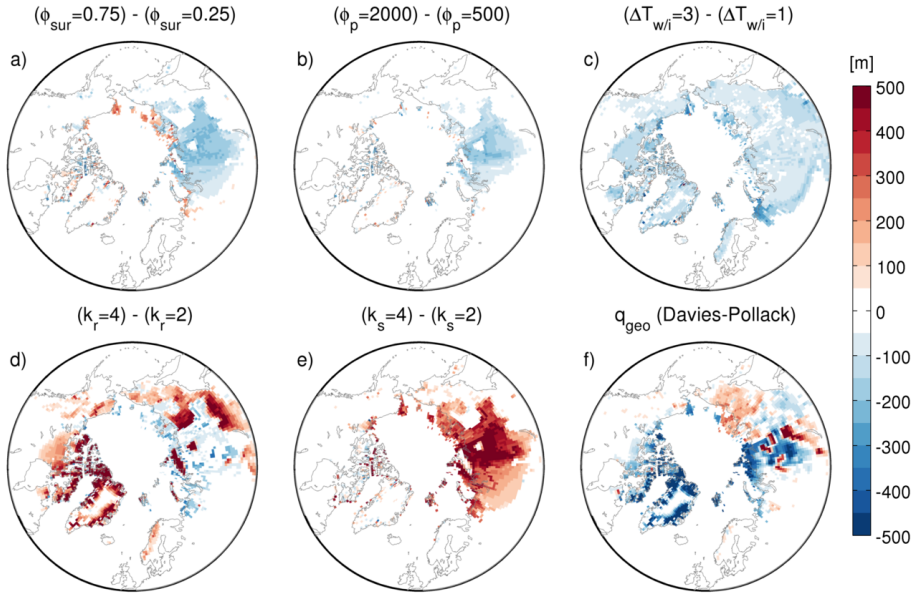 (ϕsur=0.75) - (ϕsur=0.25)
(ϕp=2000) - (ϕp=500)
(ΔTw/i=3) - (ΔTw/i=1)
a)
b)
c)
[m]
500
400
300
200
100
0
-100
-200
-300
-400
-500
(kr=4) - (kr=2)
(ks=4) - (ks=2)
qgeo (Davies-Pollack)
d)
e)
f)